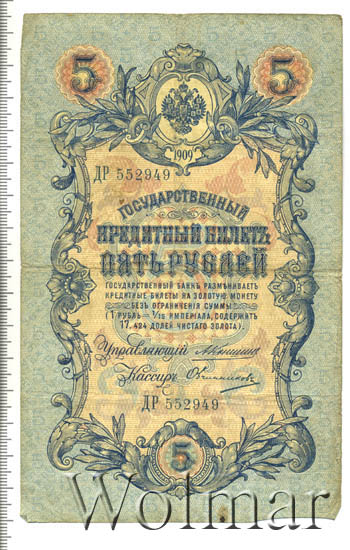 5 5
1909
ДР 552949
ГОСУДАРСТВЕННЫЙ
КРЕДИТНЫЙ БИЛЕТЪ
ПЯТЬ РУБЛЕЙ
ГОСУДАРСТВЕННЫЙ БАНКЪ РАЗМѢНИВАЕТЪ
КРЕДИТНЫЕ БИЛЕТЫ НА ЗОЛОТУЮ МОНЕТУ
БЕЗЪ ОГРАНИЧЕНІЯ СУММЫ
(1 РУБЛЬ = 1/15 ИМПЕРІАЛА, СОДЕРЖИТЪ
17,424 ДОЛЕЙ ЧИСТАГО ЗОЛОТА).
Управляющій
Кассиръ Овчинниковъ
ДР 552949
5
Wolmar